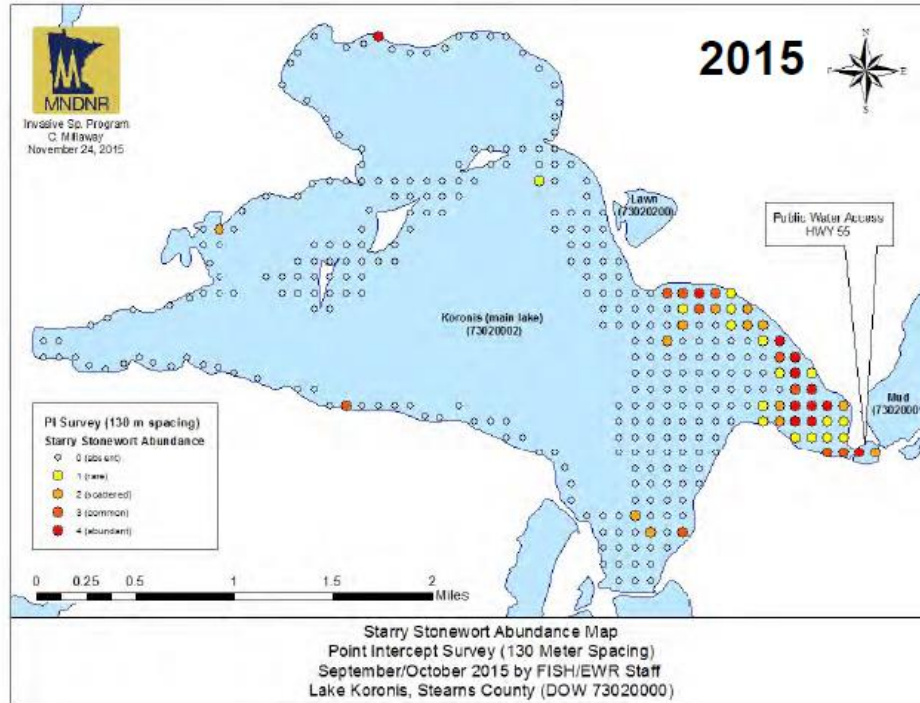 2015
N
E
S
MNDNR
Invasive Sp. Program
C. Millaway
November 24, 2015
Lawn
(73020200)
Public Water Access
HWY 55
Koronis (main lake)
(73020002)
Mud
PI Survey (130 m spacing)
Starry Stonewort Abundance
0 (absent)
1 (rare)
2 (scattered)
3 (common)
4 (abundant)
0 0.25 0.5 1 1.5 2
Miles
Starry Stonewort Abundance Map
Point Intercept Survey (130 Meter Spacing)
September/October 2015 by FISH/EWR Staff
Lake Koronis, Stearns County (DOW 73020000)